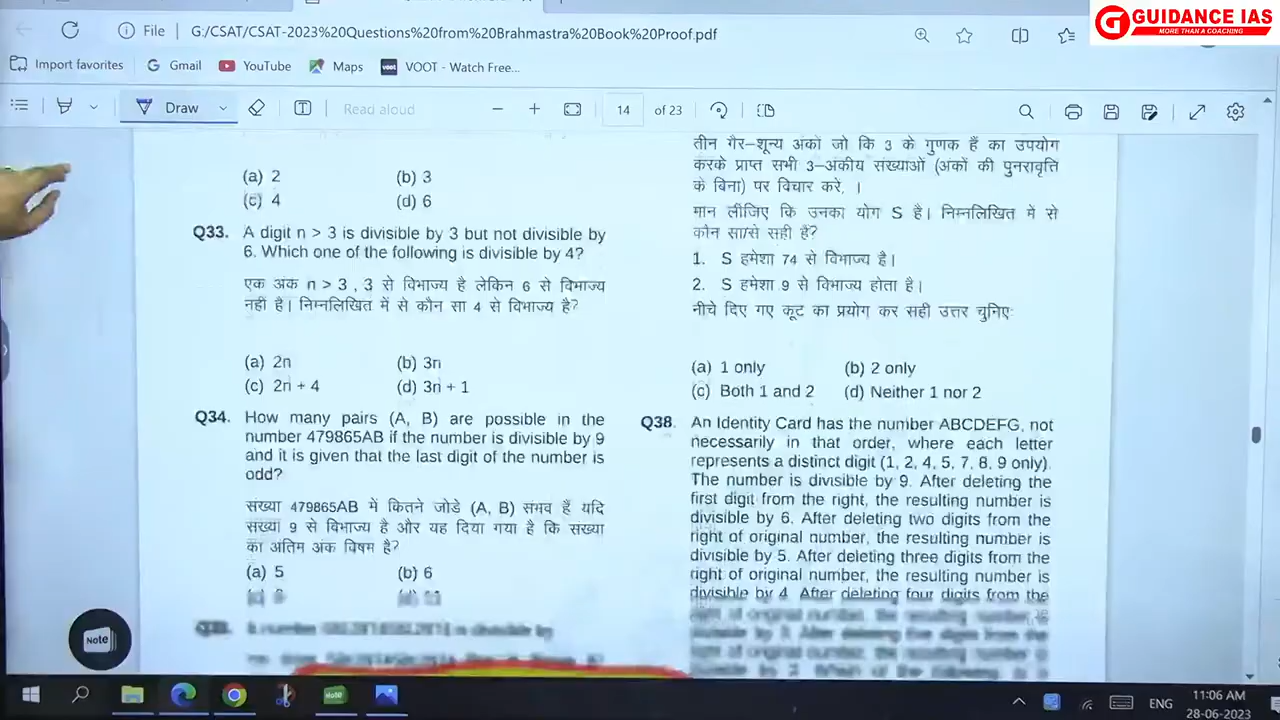 GUIDANCE IAS
MORE THAN A COACHING
File
G:/CSAT/CSAT-2023%20Questions%20from%20Brahmastra%20Book%20Proof.pdf
Import favorites
Gmail
YouTube
Maps
voot
VOOT - Watch Free...
Draw
Read aloud
14
of 23
(a) 2
(b) 3
(c) 4
(d) 6
Q33. A digit n > 3 is divisible by 3 but not divisible by
6. Which one of the following is divisible by 4?
एक अंक n > 3 , 3 से विभाज्य है लेकिन 6 से विभाज्य
नहीं है। निम्नलिखित में से कौन सा 4 से विभाज्य है?
(a) 2n
(b) 3n
(c) 2n + 4
(d) 3n + 1
Q34. How many pairs (A, B) are possible in the
number 479865AB if the number is divisible by 9
and it is given that the last digit of the number is
odd?
संख्या 479865AB में कितने जोडे (A, B) संभव हैं यदि
संख्या 9 से विभाज्य है और यह दिया गया है कि संख्या
का अंतिम अंक विषम है?
(a) 5
(b) 6
तीन गैर–शून्य अंकों जो कि 3 के गुणक हैं का उपयोग
करके प्राप्त सभी 3–अंकीय संख्याओं (अंकों की पुनरावृत्ति
के बिना) पर विचार करे, ।
मान लीजिए कि उनका योग S है। निम्नलिखित में से
कौन सा/से सही हैं?
1. S हमेशा 74 से विभाज्य है।
2. S हमेशा 9 से विभाज्य होता है।
नीचे दिए गए कूट का प्रयोग कर सही उत्तर चुनिए:
(a) 1 only
(b) 2 only
(c) Both 1 and 2
(d) Neither 1 nor 2
Q38. An Identity Card has the number ABCDEFG, not
necessarily in that order, where each letter
represents a distinct digit (1, 2, 4, 5, 7, 8, 9 only).
The number is divisible by 9. After deleting the
first digit from the right, the resulting number is
divisible by 6. After deleting two digits from the
right of original number, the resulting number is
divisible by 5. After deleting three digits from the
right of original number, the resulting number is
divisible by 4. After deleting four digits from the
Note
note
ENG
11:06 AM
28-06-2023